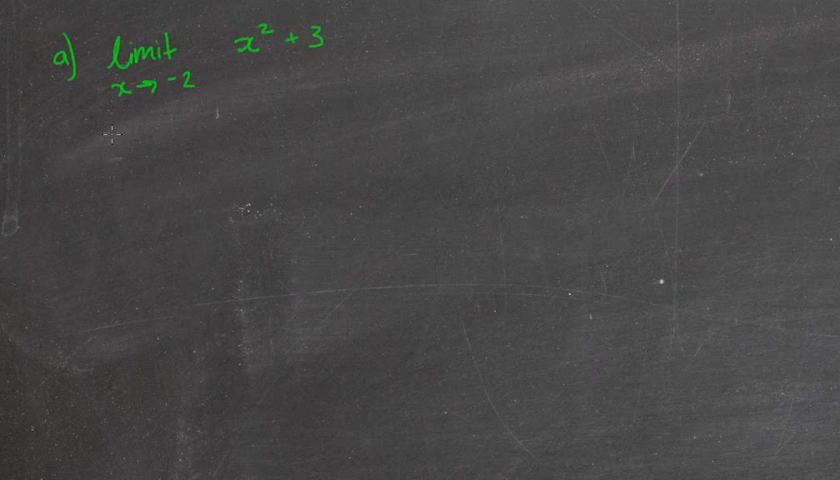 a) limit x² + 3
x → -2